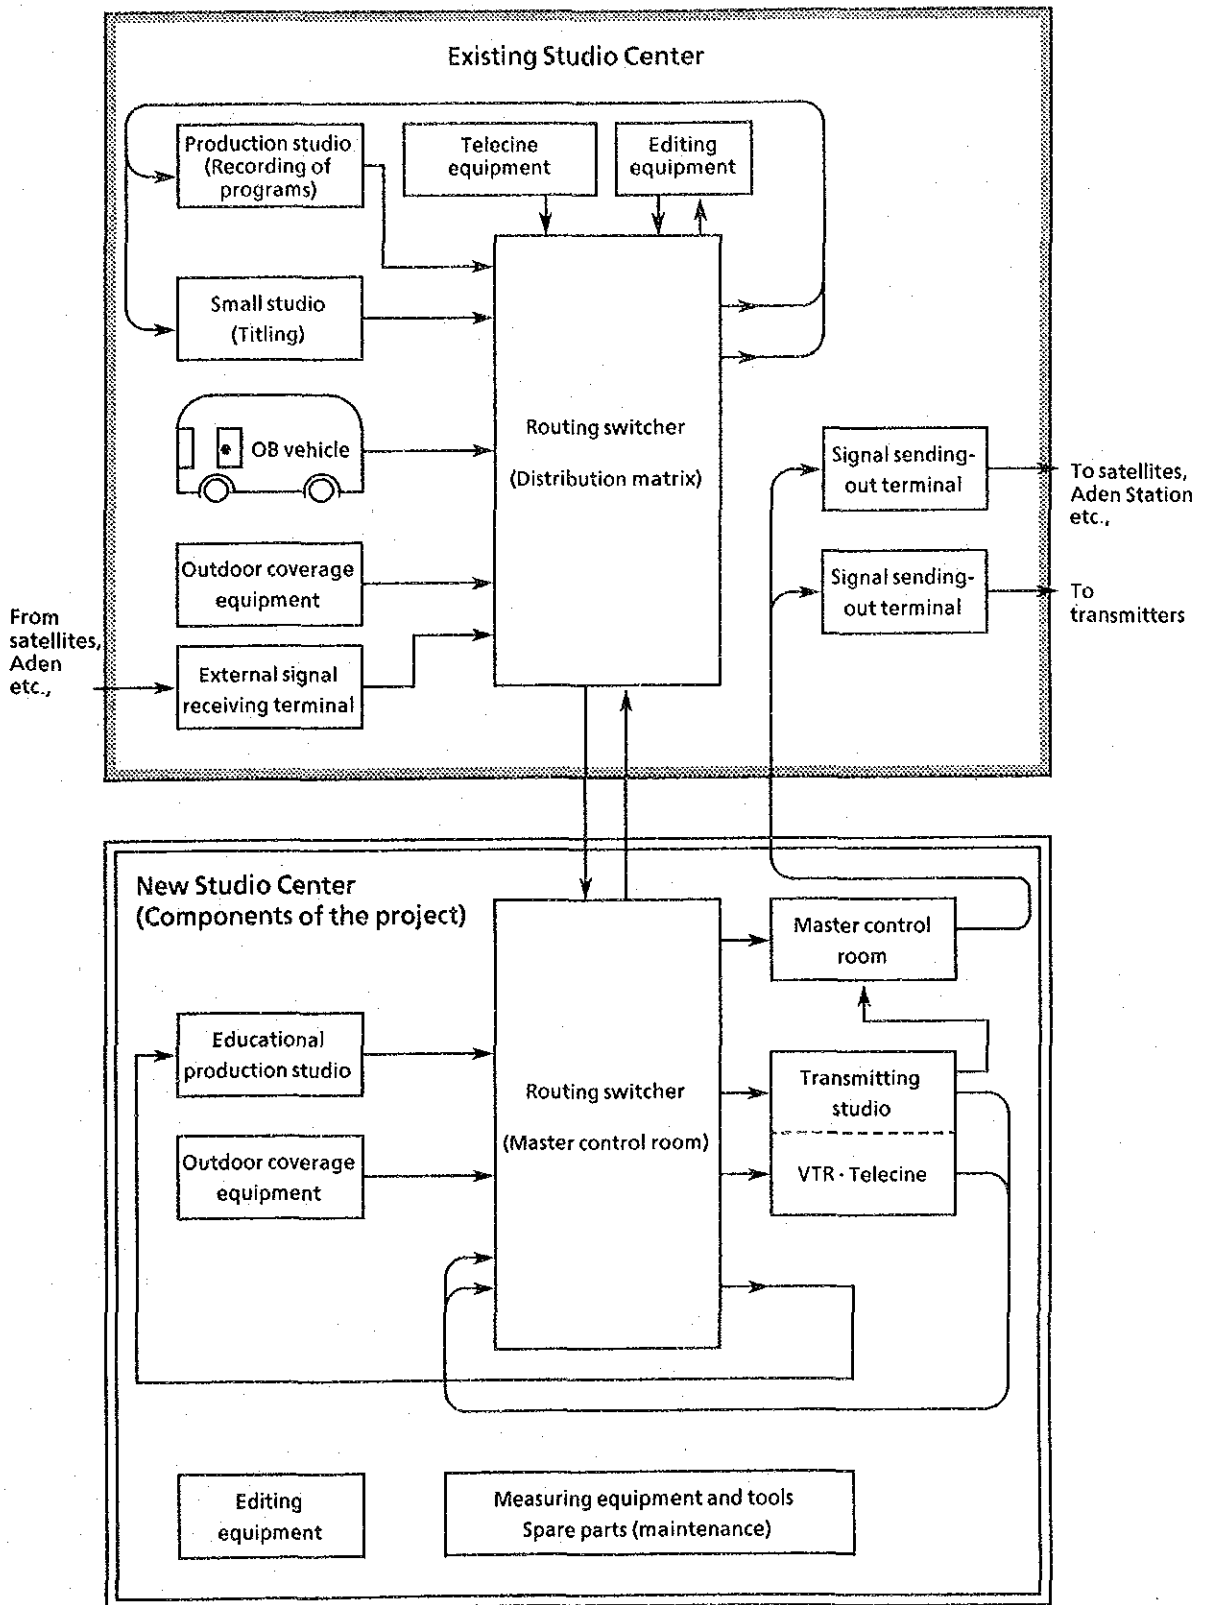 Existing Studio Center
Production studio
(Recording of
programs)
Telecine
equipment
Editing
equipment
Small studio
(Titling)
OB vehicle
Routing switcher
(Distribution matrix)
Signal sending-
out terminal
To satellites,
Aden Station
etc.,
Outdoor coverage
equipment
Signal sending-
out terminal
To
transmitters
From
satellites,
Aden
etc.,
External signal
receiving terminal
New Studio Center
(Components of the project)
Master control
room
Educational
production studio
Routing switcher
(Master control room)
Transmitting
studio
VTR · Telecine
Outdoor coverage
equipment
Editing
equipment
Measuring equipment and tools
Spare parts (maintenance)